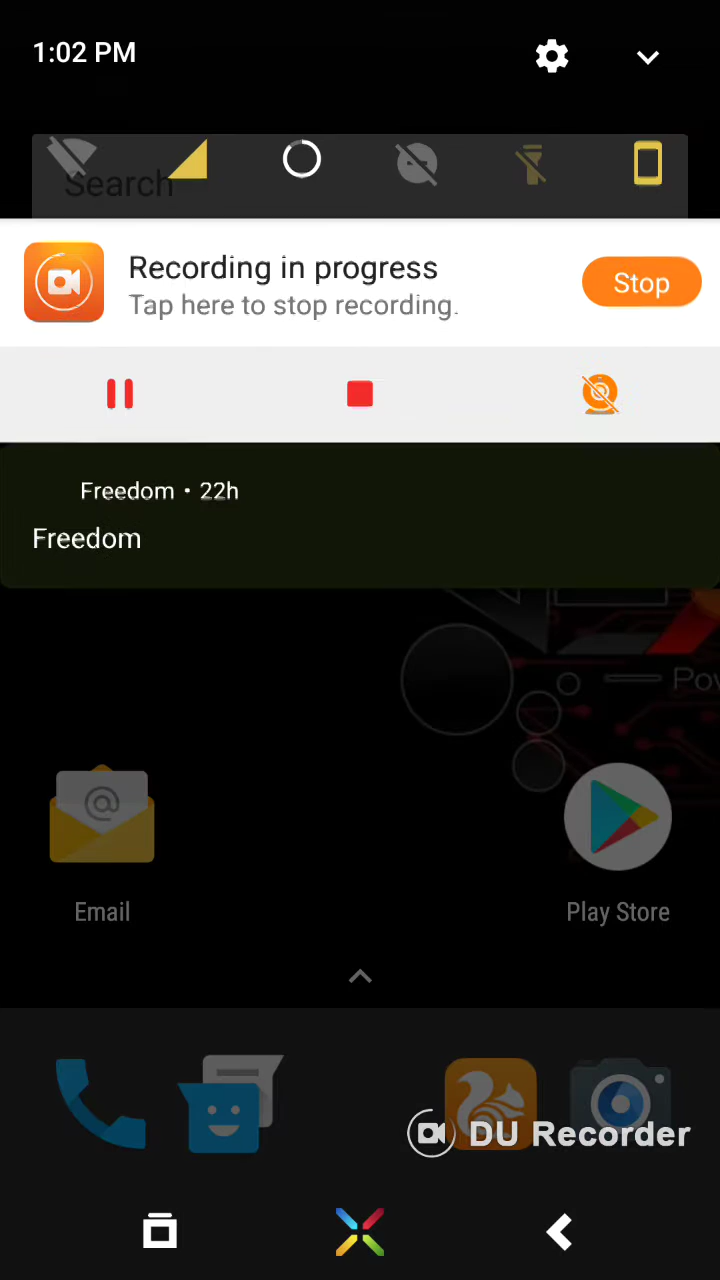 1:02 PM
Search
Recording in progress
Tap here to stop recording.
Stop
Freedom • 22h
Freedom
Pow
Email
Play Store
DU Recorder